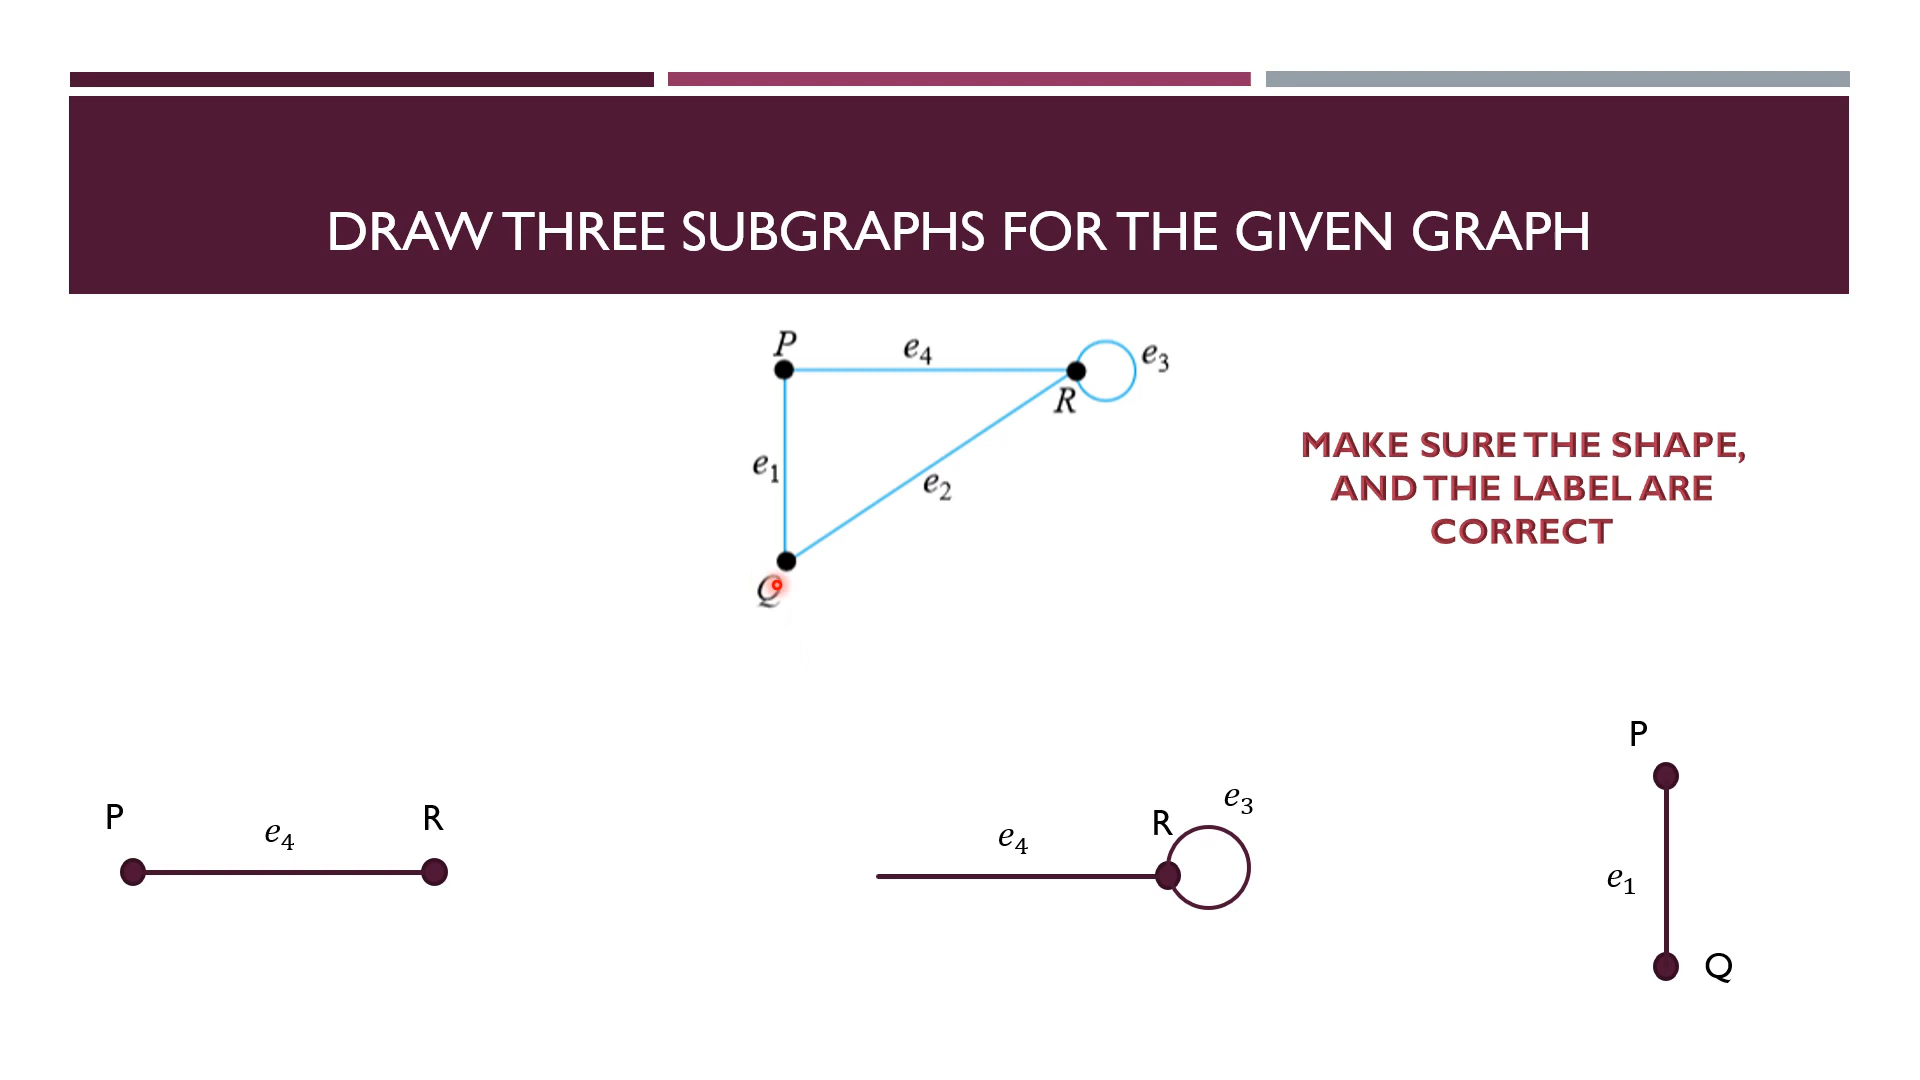 DRAW THREE SUBGRAPHS FOR THE GIVEN GRAPH
P
e₄
e₃
R
e₁
e₂
Q
MAKE SURE THE SHAPE,
AND THE LABEL ARE
CORRECT
P
e₄
R
e₄
R
e₃
P
e₁
Q